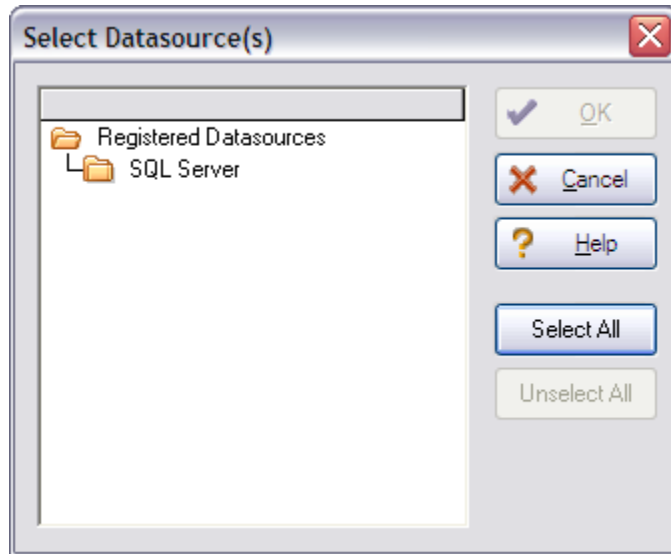 Select Datasource(s)
Registered Datasources
SQL Server
OK
Cancel
Help
Select All
Unselect All